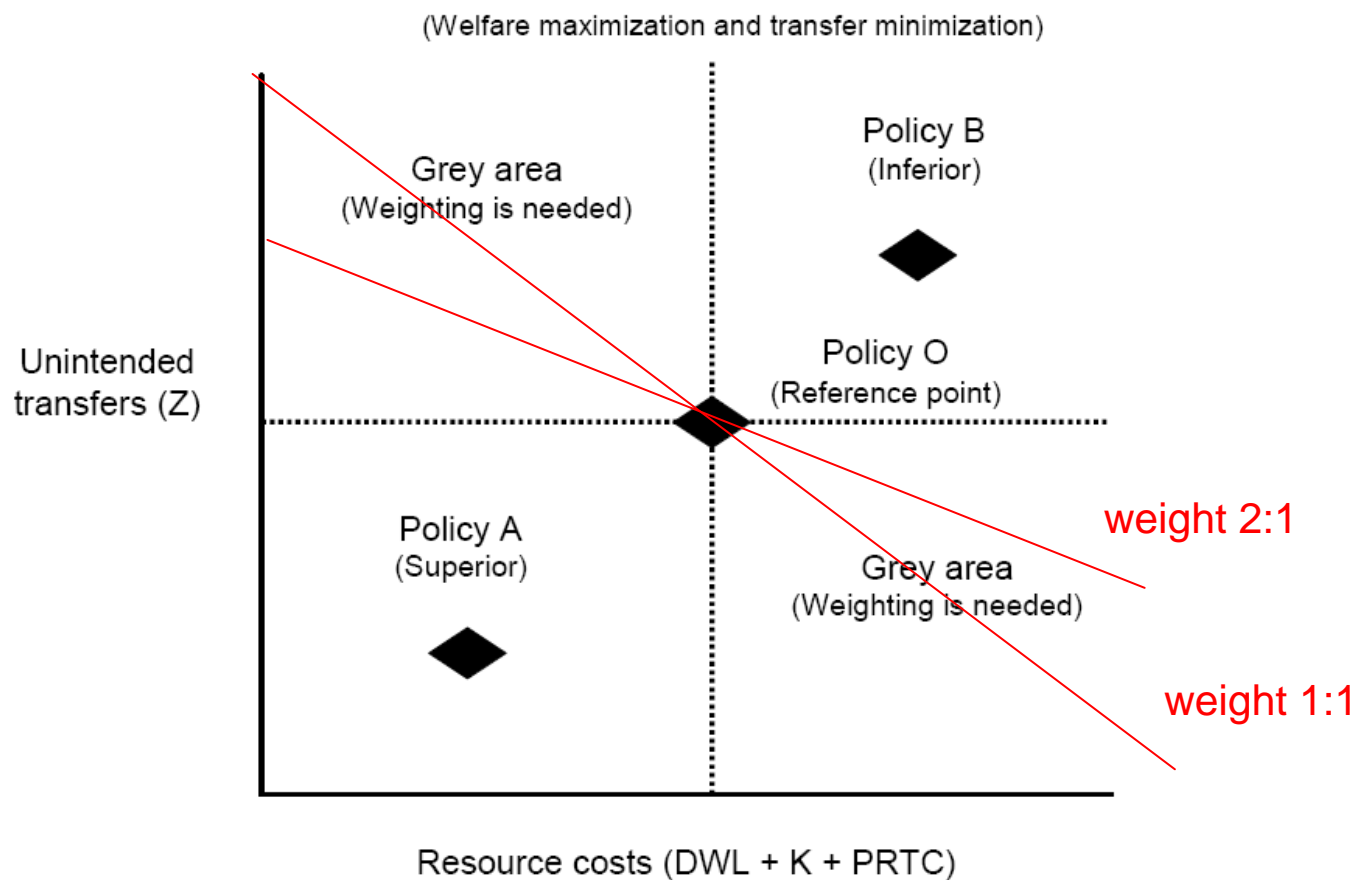 (Welfare maximization and transfer minimization)
Policy B
(Inferior)
Grey area
(Weighting is needed)
Policy O
(Reference point)
Unintended
transfers (Z)
weight 2:1
Policy A
(Superior)
Grey area
(Weighting is needed)
weight 1:1
Resource costs (DWL + K + PRTC)